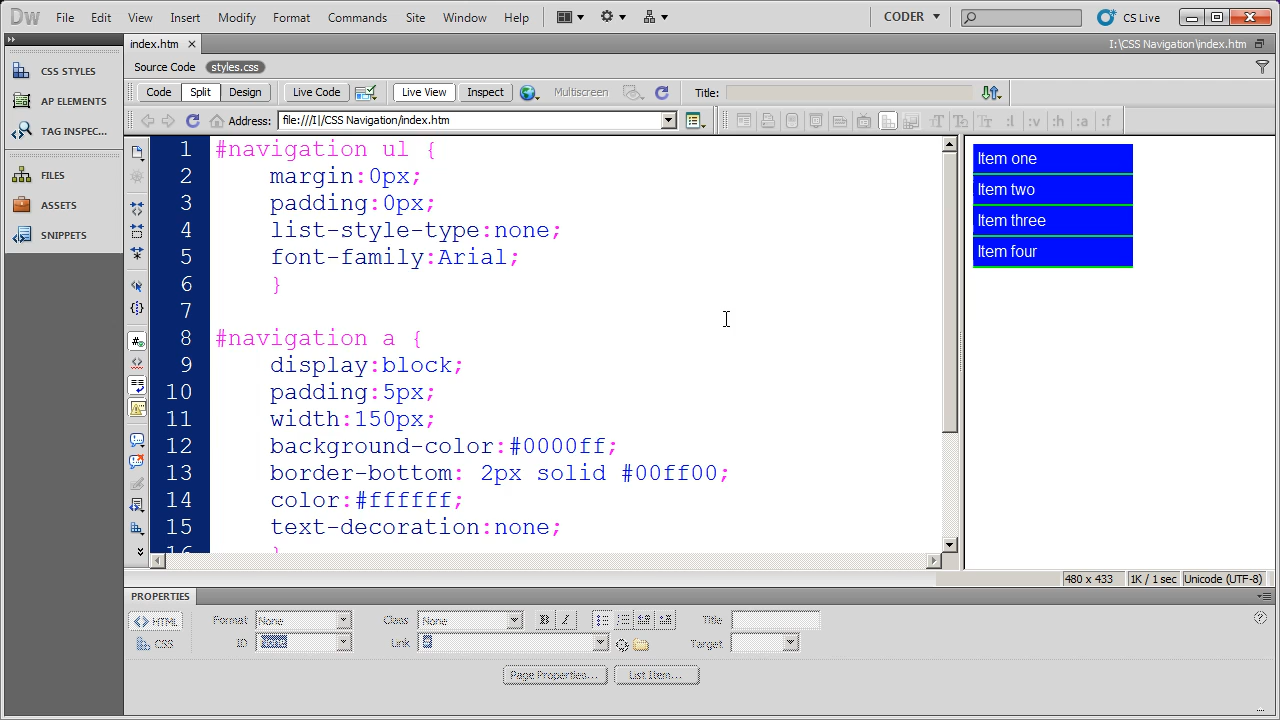 Dw File Edit View Insert Modify Format Commands Site Window Help CODER CS Live
index.htm I:\CSS Navigation\index.htm
Source Code styles.css
Code Split Design Live Code Live View Inspect Multiscreen Title:
Address: file:///I|/CSS Navigation/index.htm
CSS STYLES
AP ELEMENTS
TAG INSPEC...
FILES
ASSETS
SNIPPETS
1 #navigation ul {
2 margin:0px;
3 padding:0px;
4 list-style-type:none;
5 font-family:Arial;
6 }
7
8 #navigation a {
9 display:block;
10 padding:5px;
11 width:150px;
12 background-color:#0000ff;
13 border-bottom: 2px solid #00ff00;
14 color:#ffffff;
15 text-decoration:none;
16 }
Item one
Item two
Item three
Item four
480 x 433 1K / 1 sec Unicode (UTF-8)
PROPERTIES
<> HTML Format None Class None B I Title
CSS ID Link # Target
Page Properties... List Item...